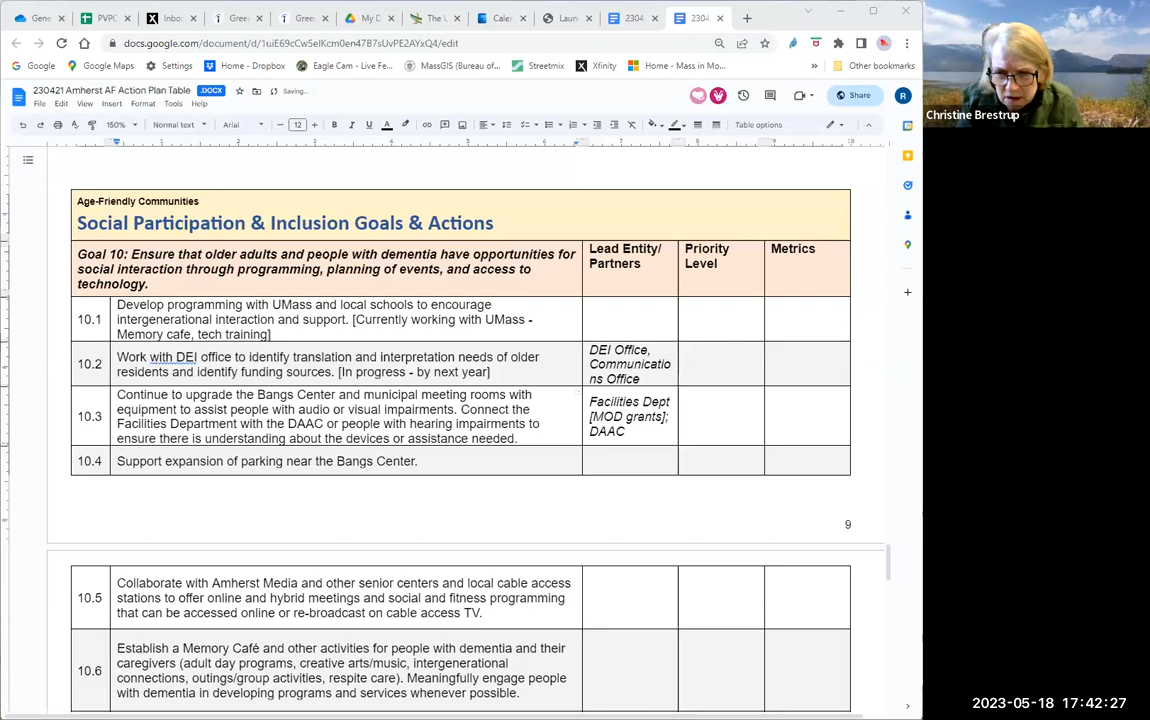 Gene
PVPC
Inbo
Gree
Gree
My D
The U
Cale
Laun
2304
2304
docs.google.com/document/d/1uiE69cCw5elKcm0en47B7sUvPE2AYxQ4/edit
Google
Google Maps
Settings
Home - Dropbox
Eagle Cam - Live Fe...
MassGIS (Bureau of...
Streetmix
Xfinity
Home - Mass in Mo...
Other bookmarks
230421 Amherst AF Action Plan Table
.DOCX
Saving...
File Edit View Insert Format Tools Help
Share
R
150%
Normal text
Arial
12
Table options
Age-Friendly Communities
Social Participation & Inclusion Goals & Actions
Goal 10: Ensure that older adults and people with dementia have opportunities for
social interaction through programming, planning of events, and access to
technology.
Lead Entity/
Partners
Priority
Level
Metrics
10.1
Develop programming with UMass and local schools to encourage
intergenerational interaction and support. [Currently working with UMass -
Memory cafe, tech training]
10.2
Work with DEI office to identify translation and interpretation needs of older
residents and identify funding sources. [In progress - by next year]
DEI Office,
Communicatio
ns Office
10.3
Continue to upgrade the Bangs Center and municipal meeting rooms with
equipment to assist people with audio or visual impairments. Connect the
Facilities Department with the DAAC or people with hearing impairments to
ensure there is understanding about the devices or assistance needed.
Facilities Dept
[MOD grants];
DAAC
10.4
Support expansion of parking near the Bangs Center.
9
10.5
Collaborate with Amherst Media and other senior centers and local cable access
stations to offer online and hybrid meetings and social and fitness programming
that can be accessed online or re-broadcast on cable access TV.
10.6
Establish a Memory Café and other activities for people with dementia and their
caregivers (adult day programs, creative arts/music, intergenerational
connections, outings/group activities, respite care). Meaningfully engage people
with dementia in developing programs and services whenever possible.
Christine Brestrup
2023-05-18 17:42:27